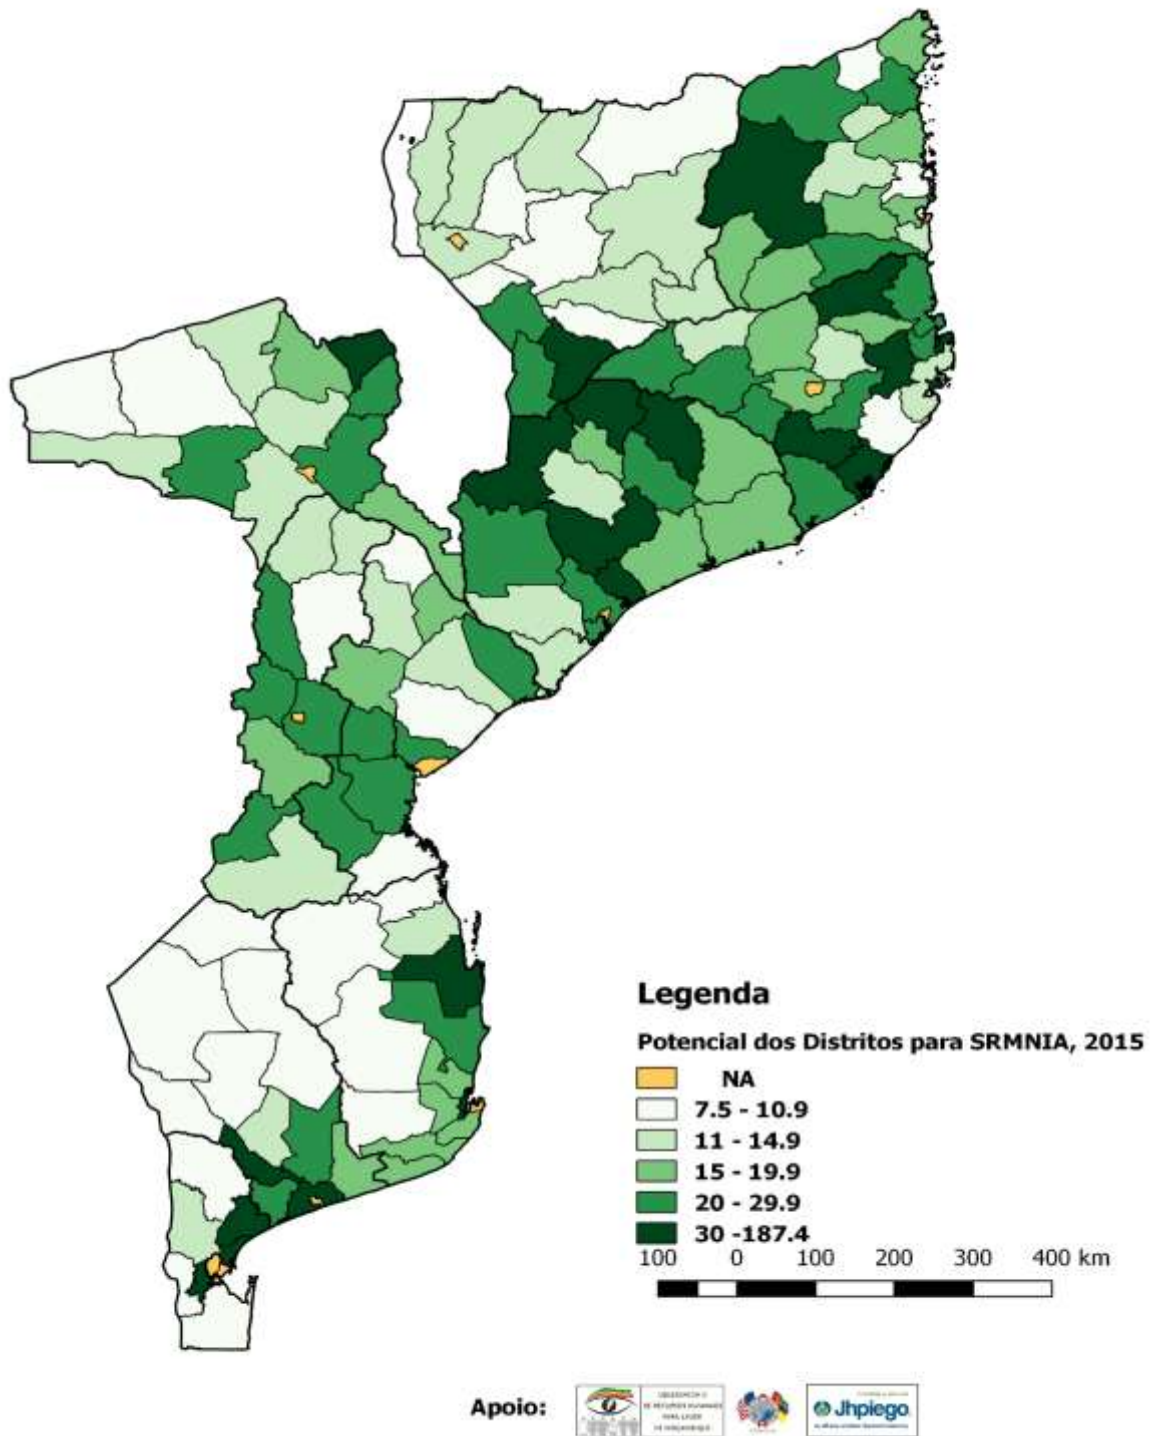 Legenda
Potencial dos Distritos para SRMNIA, 2015
NA
7.5 - 10.9
11 - 14.9
15 - 19.9
20 - 29.9
30 -187.4
100 0 100 200 300 400 km
Apoio:
Jhpiego